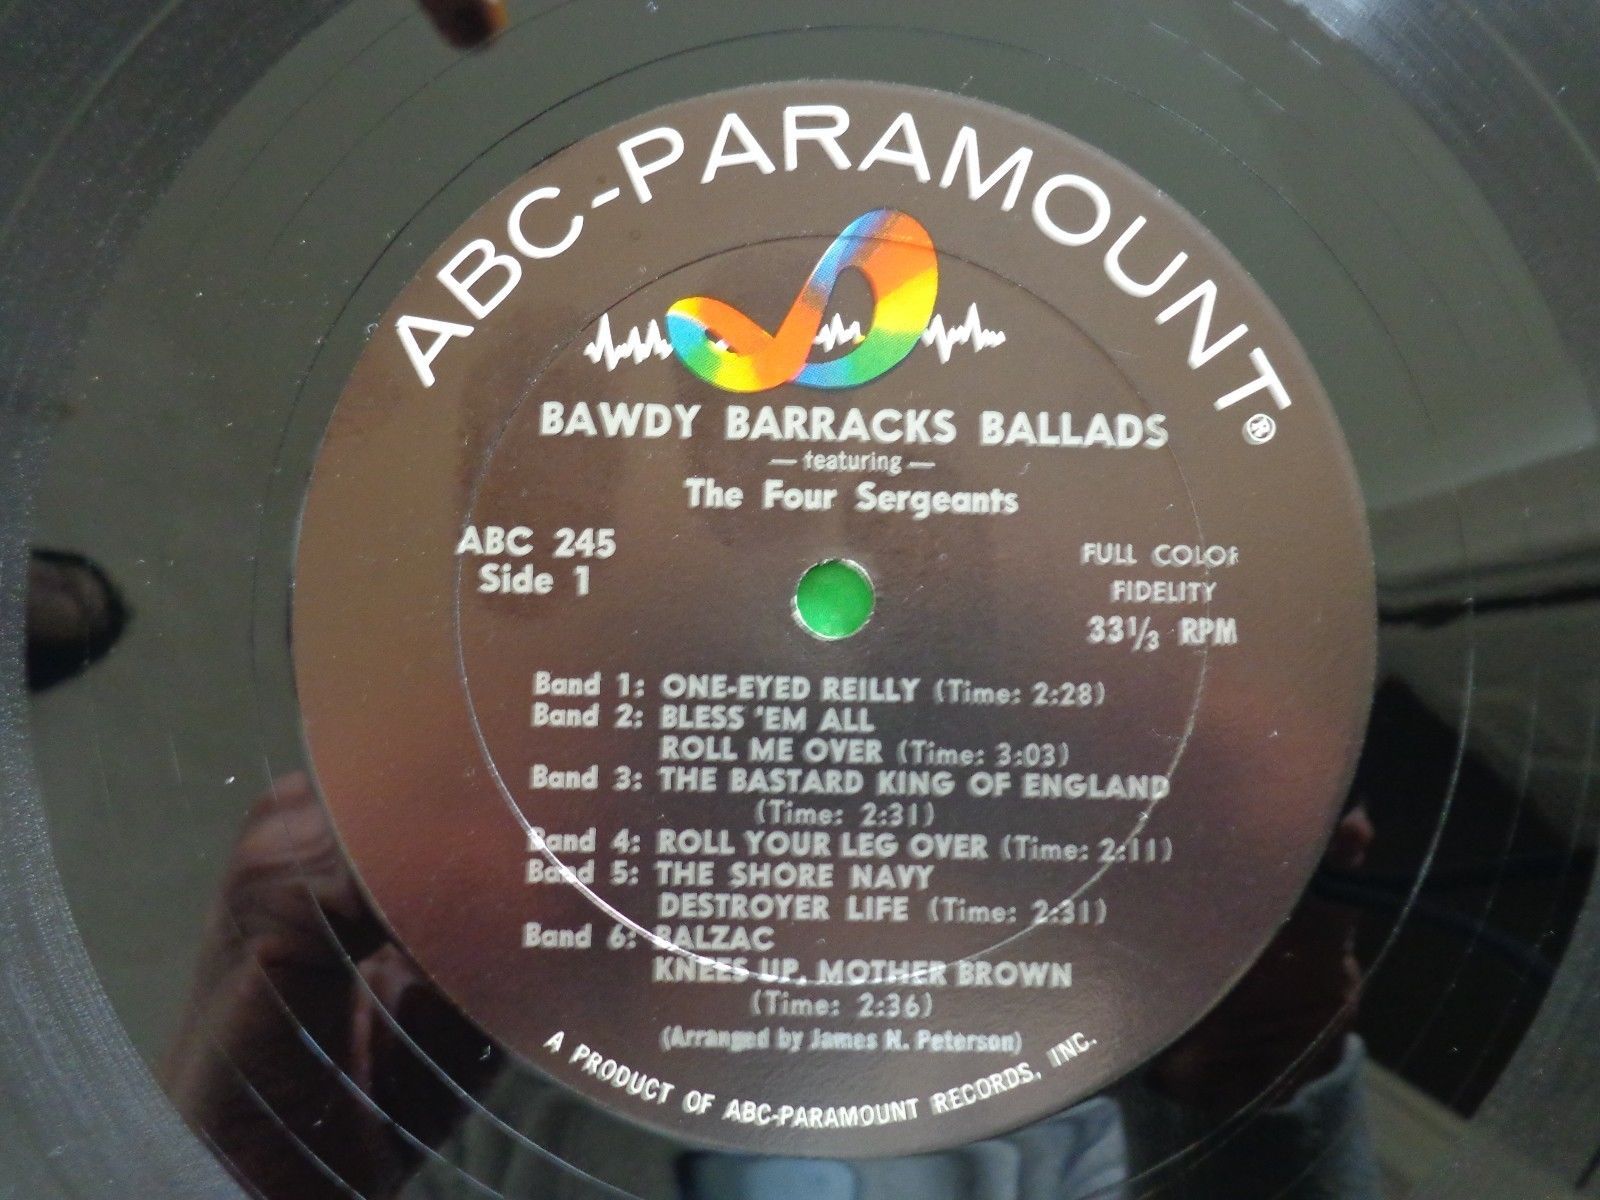 ABC-PARAMOUNT®
BAWDY BARRACKS BALLADS
— featuring —
The Four Sergeants
ABC 245
Side 1
FULL COLOR
FIDELITY
33 1/3 RPM
Band 1: ONE-EYED REILLY (Time: 2:28)
Band 2: BLESS 'EM ALL
ROLL ME OVER (Time: 3:03)
Band 3: THE BASTARD KING OF ENGLAND
(Time: 2:31)
Band 4: ROLL YOUR LEG OVER (Time: 2:11)
Band 5: THE SHORE NAVY
DESTROYER LIFE (Time: 2:31)
Band 6: BALZAC
KNEES UP, MOTHER BROWN
(Time: 2:36)
(Arranged by James N. Peterson)
A PRODUCT OF ABC-PARAMOUNT RECORDS, INC.